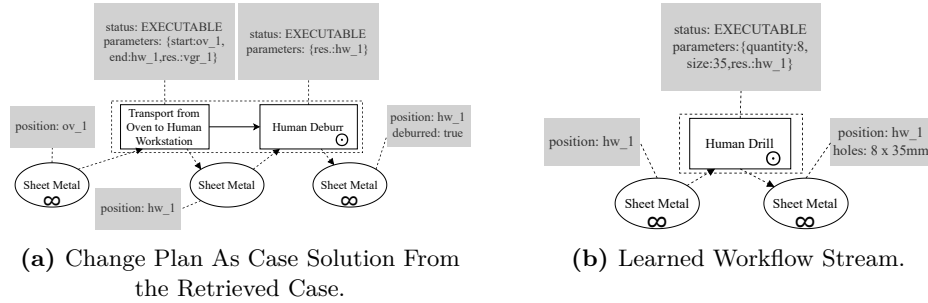 status: EXECUTABLE
parameters: {start:ov_1,
end:hw_1,res.:vgr_1}
status: EXECUTABLE
parameters: {res.:hw_1}
position: ov_1
Transport from
Oven to Human
Workstation
Human Deburr
position: hw_1
deburred: true
Sheet Metal
∞
Sheet Metal
Sheet Metal
∞
position: hw_1
(a) Change Plan As Case Solution From
the Retrieved Case.
status: EXECUTABLE
parameters:{quantity:8,
size:35,res.:hw_1}
position: hw_1
Human Drill
position: hw_1
holes: 8 x 35mm
Sheet Metal
∞
Sheet Metal
∞
(b) Learned Workflow Stream.